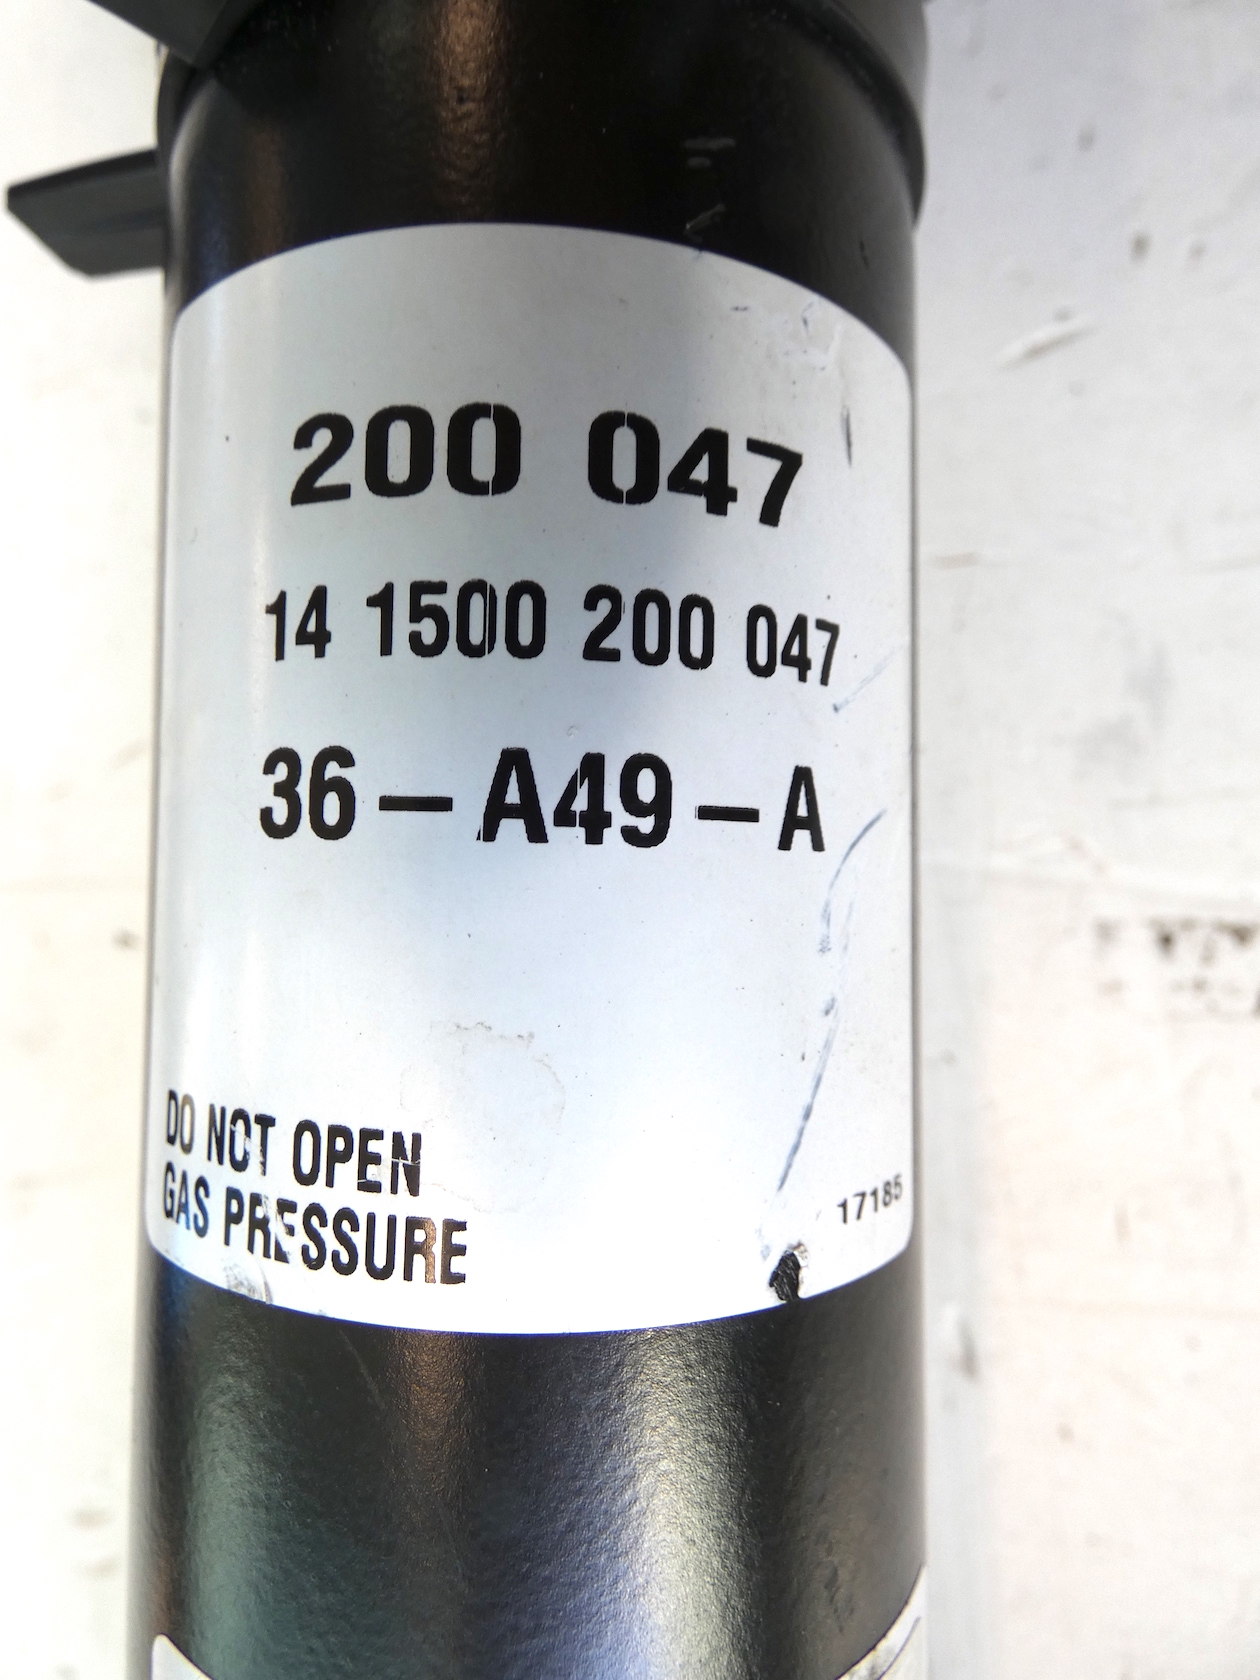 200 047
14 1500 200 047
36 – A49 – A
DO NOT OPEN
GAS PRESSURE
17185